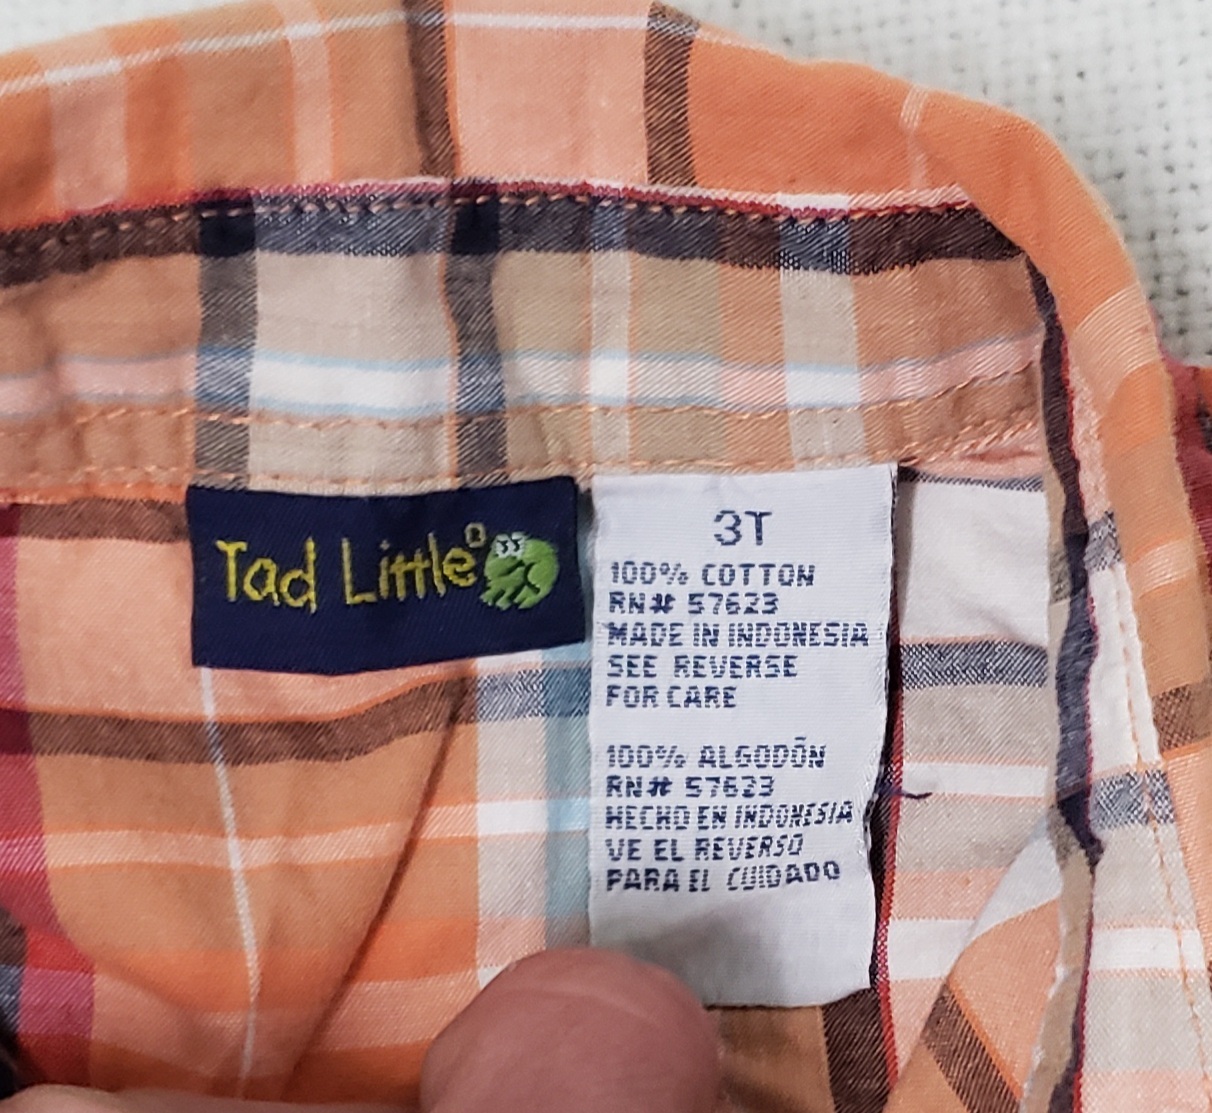 Tad Little®
3T
100% COTTON
RN# 57623
MADE IN INDONESIA
SEE REVERSE
FOR CARE
100% ALGODÕN
RN# 57623
HECHO EN INDONESIA
VE EL REVERSO
PARA EL CUIDADO